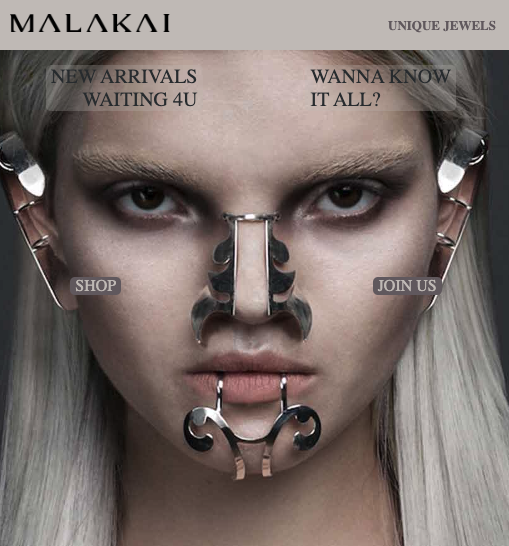 MALAKAI
UNIQUE JEWELS
NEW ARRIVALS
WAITING 4U
WANNA KNOW
IT ALL?
SHOP
JOIN US